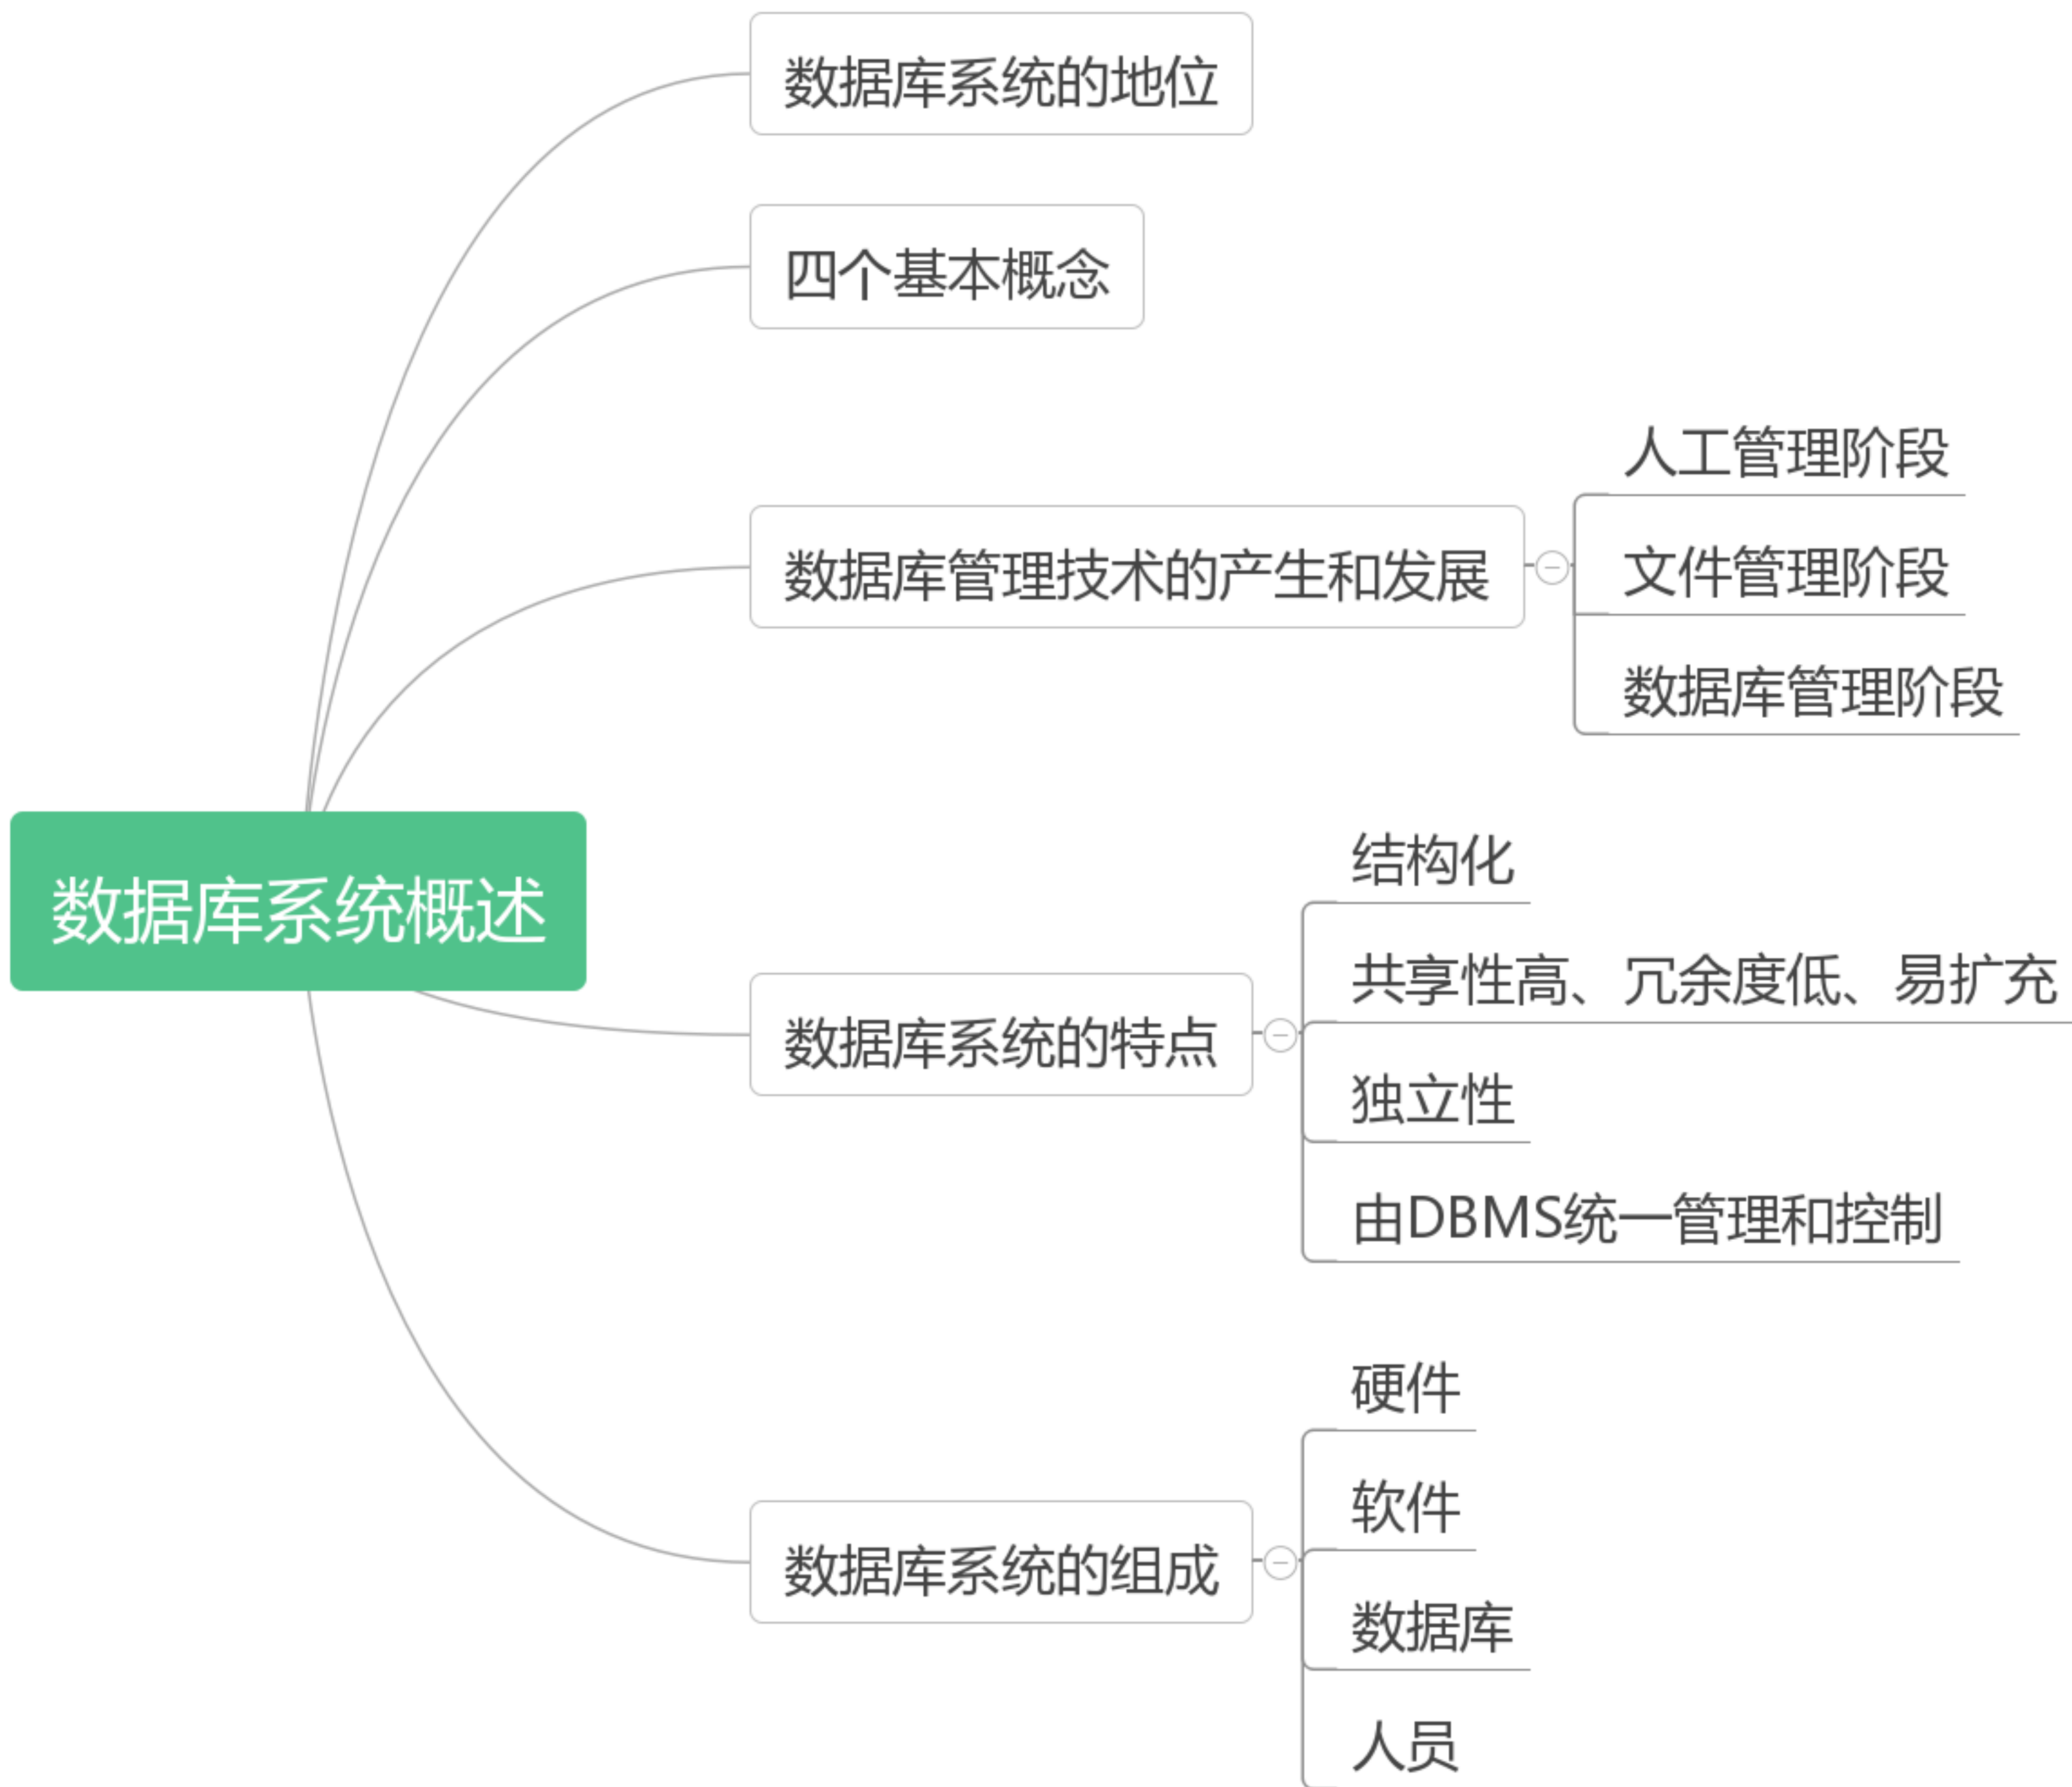 数据库系统的地位
四个基本概念
人工管理阶段
文件管理阶段
数据库管理技术的产生和发展
数据库管理阶段
结构化
数据库系统概述
共享性高、冗余度低、易扩充
数据库系统的特点
独立性
由DBMS统一管理和控制
硬件
软件
数据库系统的组成
数据库
人员